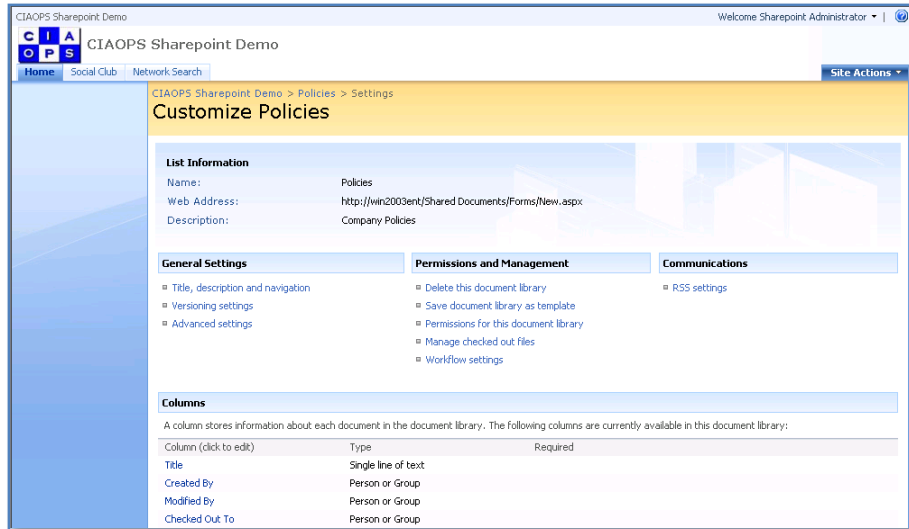 CIAOPS Sharepoint Demo
Welcome Sharepoint Administrator
C I A
O P S
CIAOPS Sharepoint Demo
Home Social Club Network Search
Site Actions
CIAOPS Sharepoint Demo > Policies > Settings
Customize Policies
List Information
Name: Policies
Web Address: http://win2003ent/Shared Documents/Forms/New.aspx
Description: Company Policies
General Settings Permissions and Management Communications
Title, description and navigation Delete this document library RSS settings
Versioning settings Save document library as template
Advanced settings Permissions for this document library
Manage checked out files
Workflow settings
Columns
A column stores information about each document in the document library. The following columns are currently available in this document library:
Column (click to edit) Type Required
Title Single line of text
Created By Person or Group
Modified By Person or Group
Checked Out To Person or Group